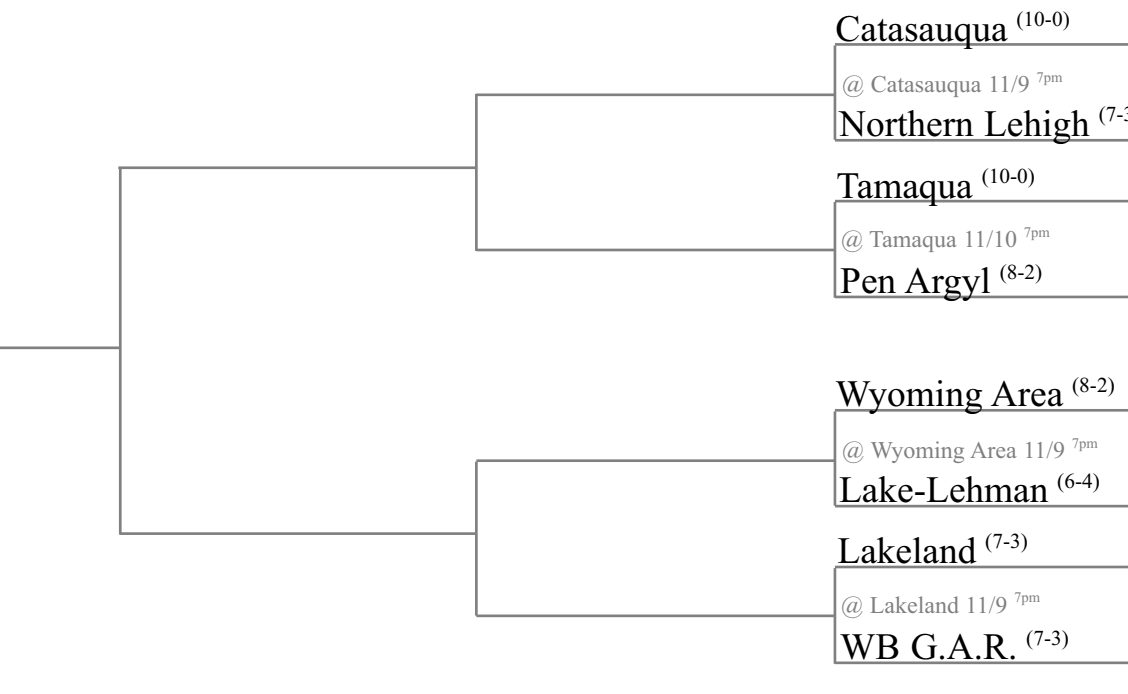 Catasauqua (10-0)
@ Catasauqua 11/9 7pm
Northern Lehigh (7-3
Tamaqua (10-0)
@ Tamaqua 11/10 7pm
Pen Argyl (8-2)
Wyoming Area (8-2)
@ Wyoming Area 11/9 7pm
Lake-Lehman (6-4)
Lakeland (7-3)
@ Lakeland 11/9 7pm
WB G.A.R. (7-3)